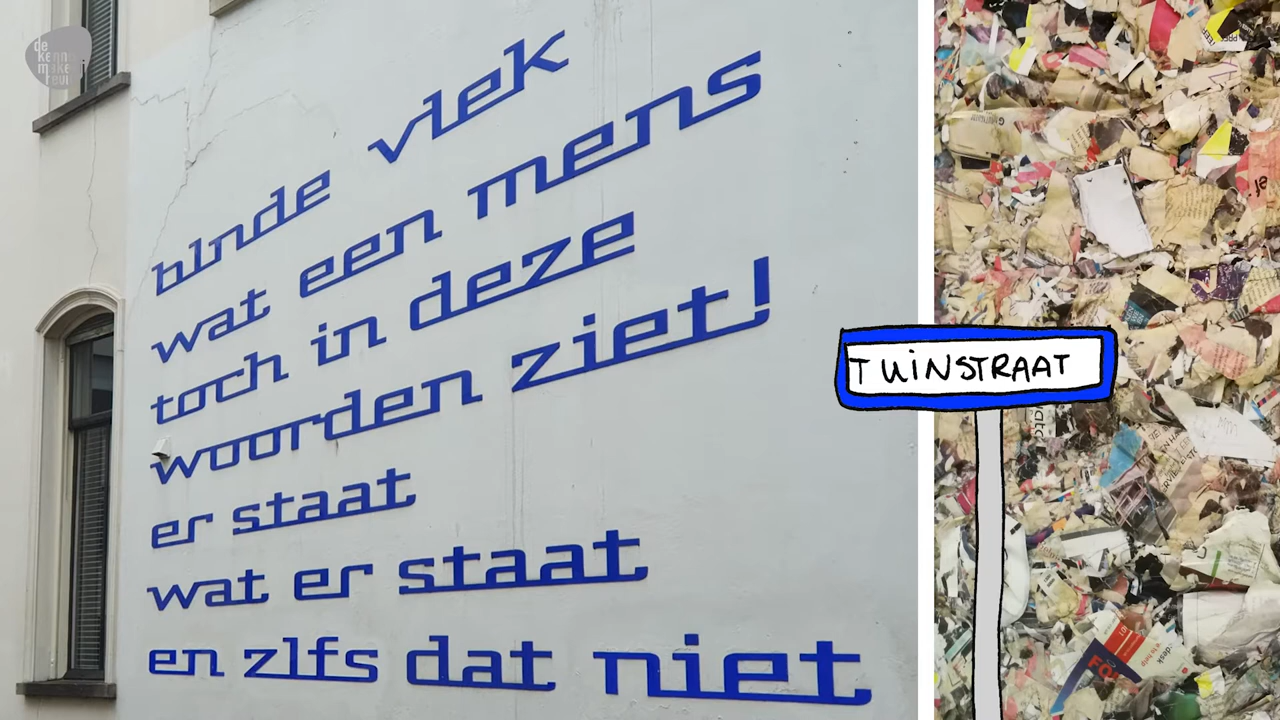 de
blnde vlek
wat een mens
toch in deze
woorden ziet!
er staat
wat er staat
en zlfs dat niet
TUINSTRAAT